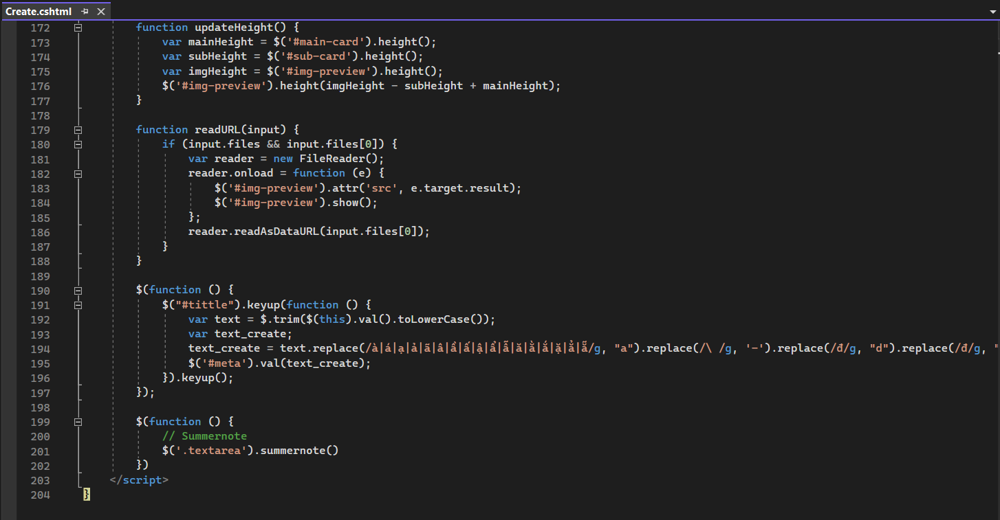 Create.cshtml
172 function updateHeight() {
173 var mainHeight = $('#main-card').height();
174 var subHeight = $('#sub-card').height();
175 var imgHeight = $('#img-preview').height();
176 $('#img-preview').height(imgHeight - subHeight + mainHeight);
177 }
178
179 function readURL(input) {
180 if (input.files && input.files[0]) {
181 var reader = new FileReader();
182 reader.onload = function (e) {
183 $('#img-preview').attr('src', e.target.result);
184 $('#img-preview').show();
185 };
186 reader.readAsDataURL(input.files[0]);
187 }
188 }
189
190 $(function () {
191 $("#tittle").keyup(function () {
192 var text = $.trim($(this).val().toLowerCase());
193 var text_create;
194 text_create = text.replace(/à|á|ạ|ả|ã|â|ầ|ấ|ậ|ẩ|ẫ|ă|ằ|ắ|ặ|ẳ|ẵ/g, "a").replace(/\ /g, '-').replace(/đ/g, "d").replace(/đ/g, "
195 $('#meta').val(text_create);
196 }).keyup();
197 });
198
199 $(function () {
200 // Summernote
201 $('.textarea').summernote()
202 })
203 </script>
204 }